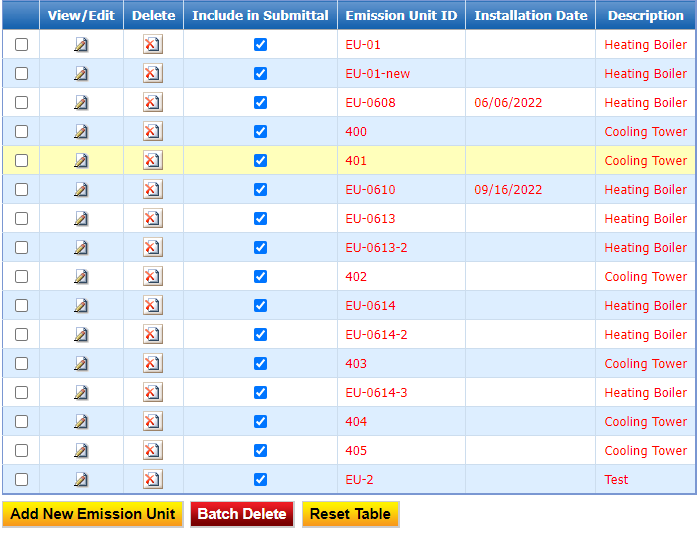 View/Edit Delete Include in Submittal Emission Unit ID Installation Date Description
EU-01 Heating Boiler
EU-01-new Heating Boiler
EU-0608 06/06/2022 Heating Boiler
400 Cooling Tower
401 Cooling Tower
EU-0610 09/16/2022 Heating Boiler
EU-0613 Heating Boiler
EU-0613-2 Heating Boiler
402 Cooling Tower
EU-0614 Heating Boiler
EU-0614-2 Heating Boiler
403 Cooling Tower
EU-0614-3 Heating Boiler
404 Cooling Tower
405 Cooling Tower
EU-2 Test
Add New Emission Unit Batch Delete Reset Table